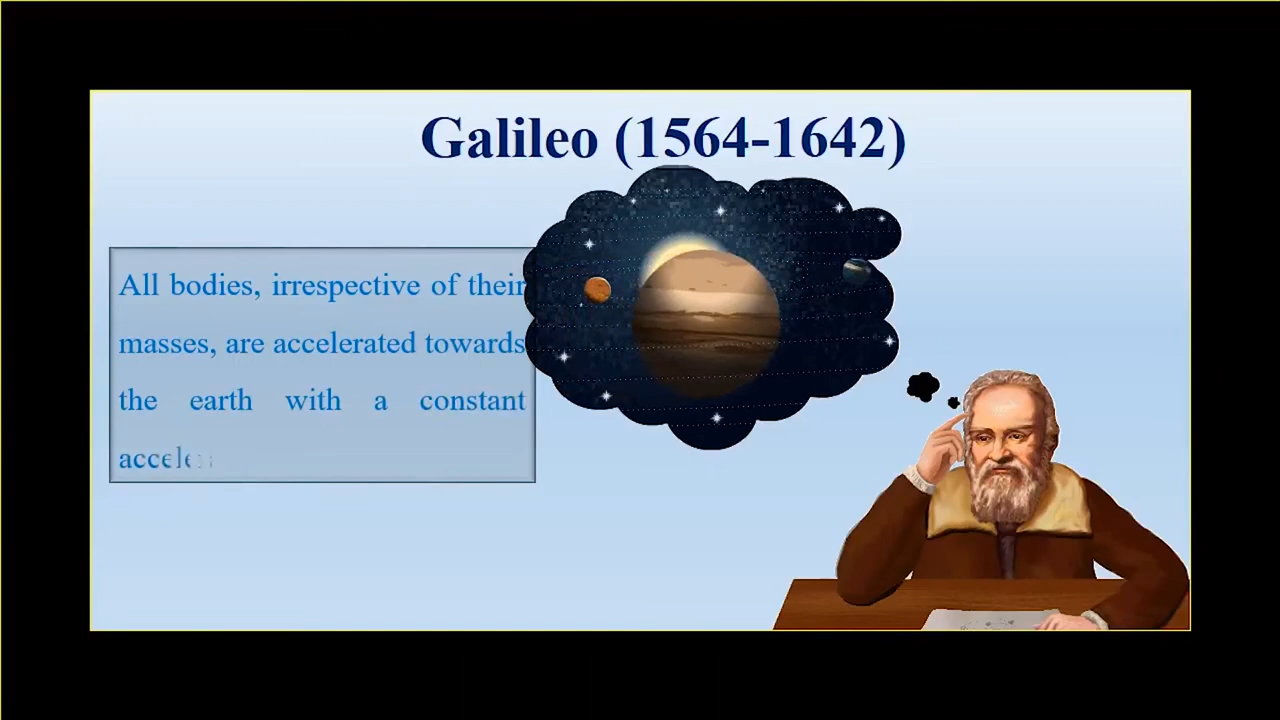 Galileo (1564-1642)
All bodies, irrespective of their
masses, are accelerated towards
the earth with a constant